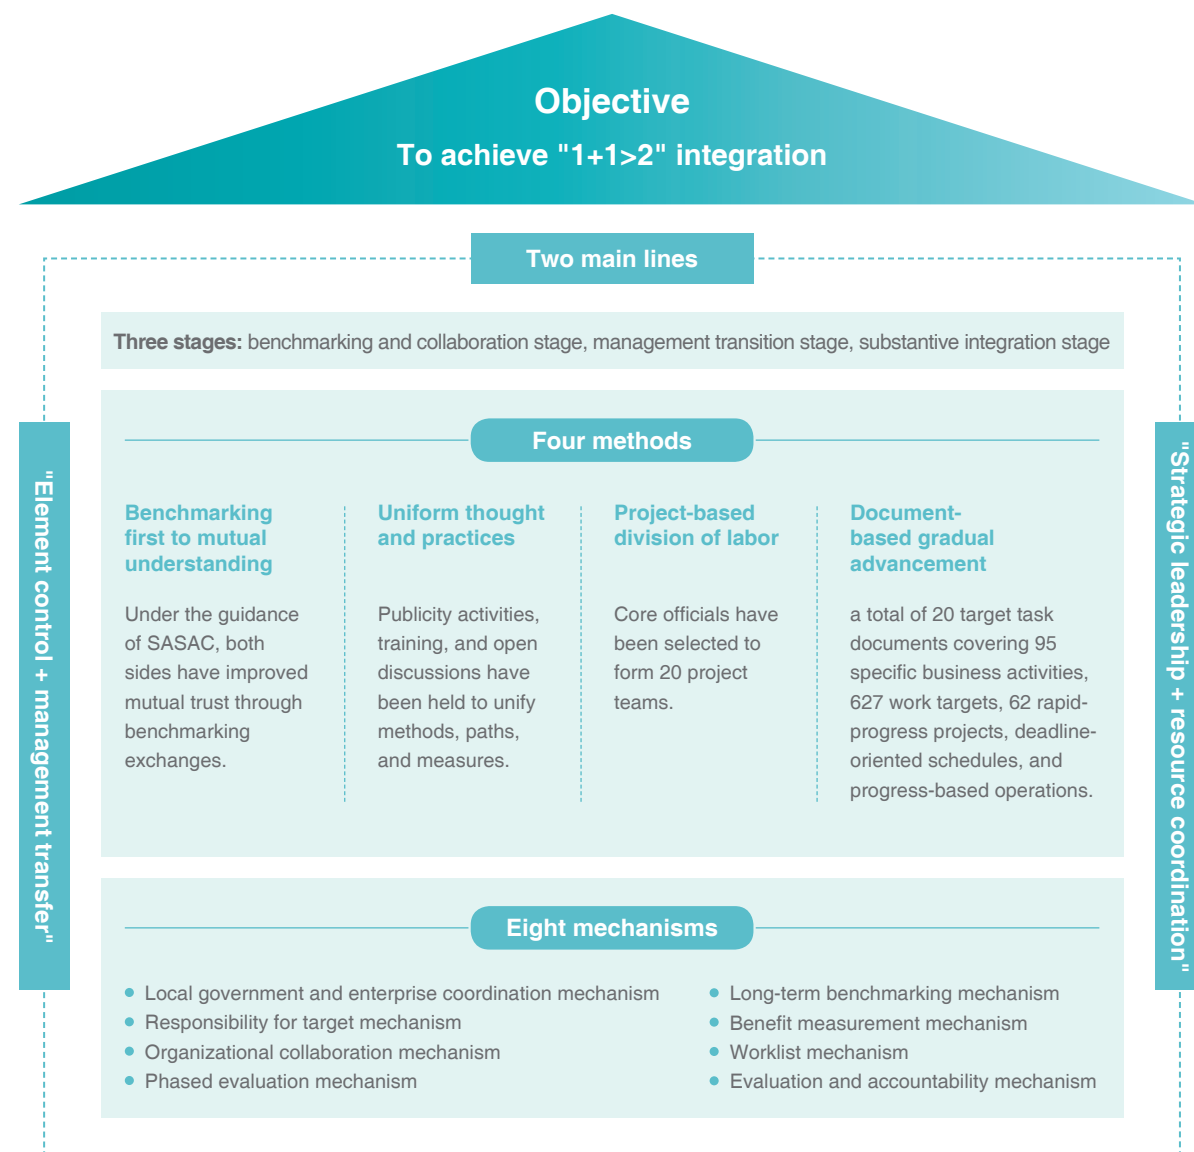 Objective
To achieve "1+1>2" integration
Two main lines
Three stages: benchmarking and collaboration stage, management transition stage, substantive integration stage
"Element control + management transfer"
"Strategic leadership + resource coordination"
Four methods
Benchmarking
first to mutual
understanding
Under the guidance
of SASAC, both
sides have improved
mutual trust through
benchmarking
exchanges.
Uniform thought
and practices
Publicity activities,
training, and open
discussions have
been held to unify
methods, paths,
and measures.
Project-based
division of labor
Core officials have
been selected to
form 20 project
teams.
Document-
based gradual
advancement
a total of 20 target task
documents covering 95
specific business activities,
627 work targets, 62 rapid-
progress projects, deadline-
oriented schedules, and
progress-based operations.
Eight mechanisms
Local government and enterprise coordination mechanism
Responsibility for target mechanism
Organizational collaboration mechanism
Phased evaluation mechanism
Long-term benchmarking mechanism
Benefit measurement mechanism
Worklist mechanism
Evaluation and accountability mechanism